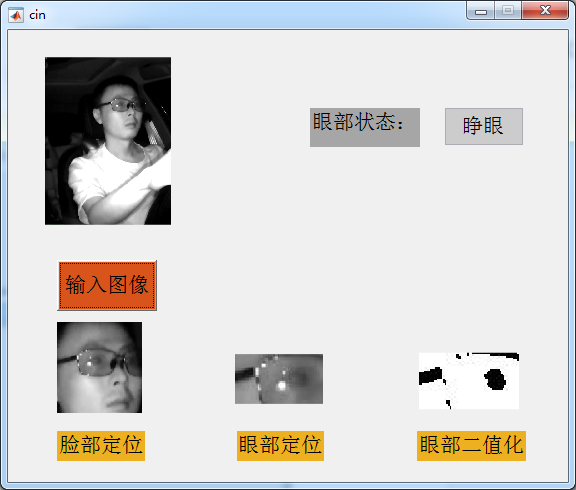 cin
眼部状态：
睁眼
输入图像
脸部定位
眼部定位
眼部二值化